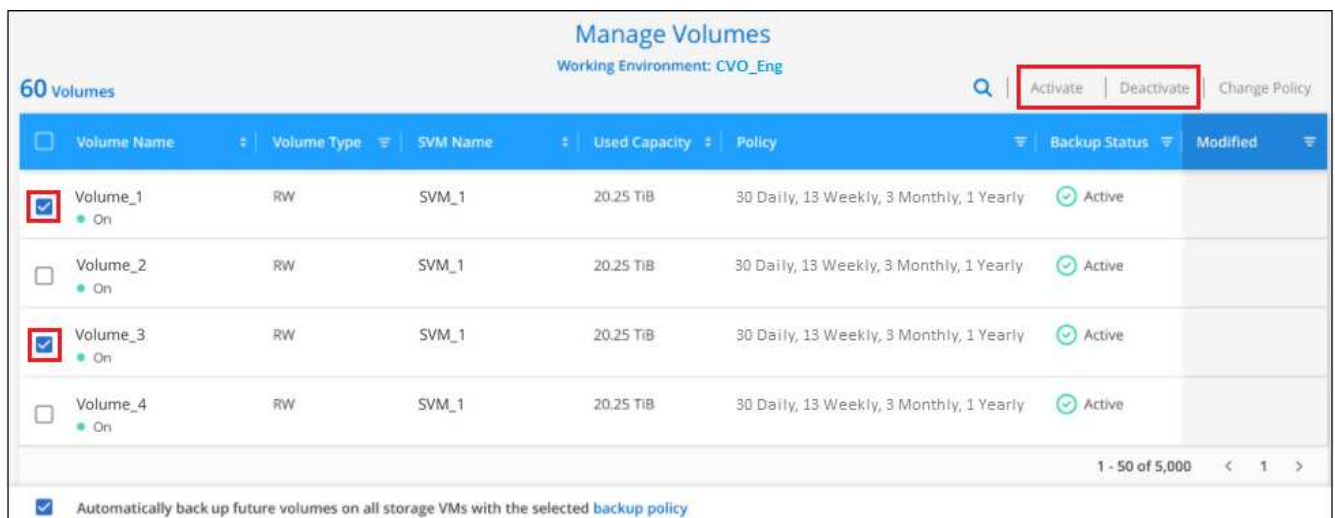 Manage Volumes
Working Environment: CVO_Eng
60 Volumes
Activate | Deactivate | Change Policy
Volume Name Volume Type SVM Name Used Capacity Policy Backup Status Modified
Volume_1 RW SVM_1 20.25 TiB 30 Daily, 13 Weekly, 3 Monthly, 1 Yearly Active
On
Volume_2 RW SVM_1 20.25 TiB 30 Daily, 13 Weekly, 3 Monthly, 1 Yearly Active
On
Volume_3 RW SVM_1 20.25 TiB 30 Daily, 13 Weekly, 3 Monthly, 1 Yearly Active
On
Volume_4 RW SVM_1 20.25 TiB 30 Daily, 13 Weekly, 3 Monthly, 1 Yearly Active
On
1 - 50 of 5,000 < 1 >
Automatically back up future volumes on all storage VMs with the selected backup policy